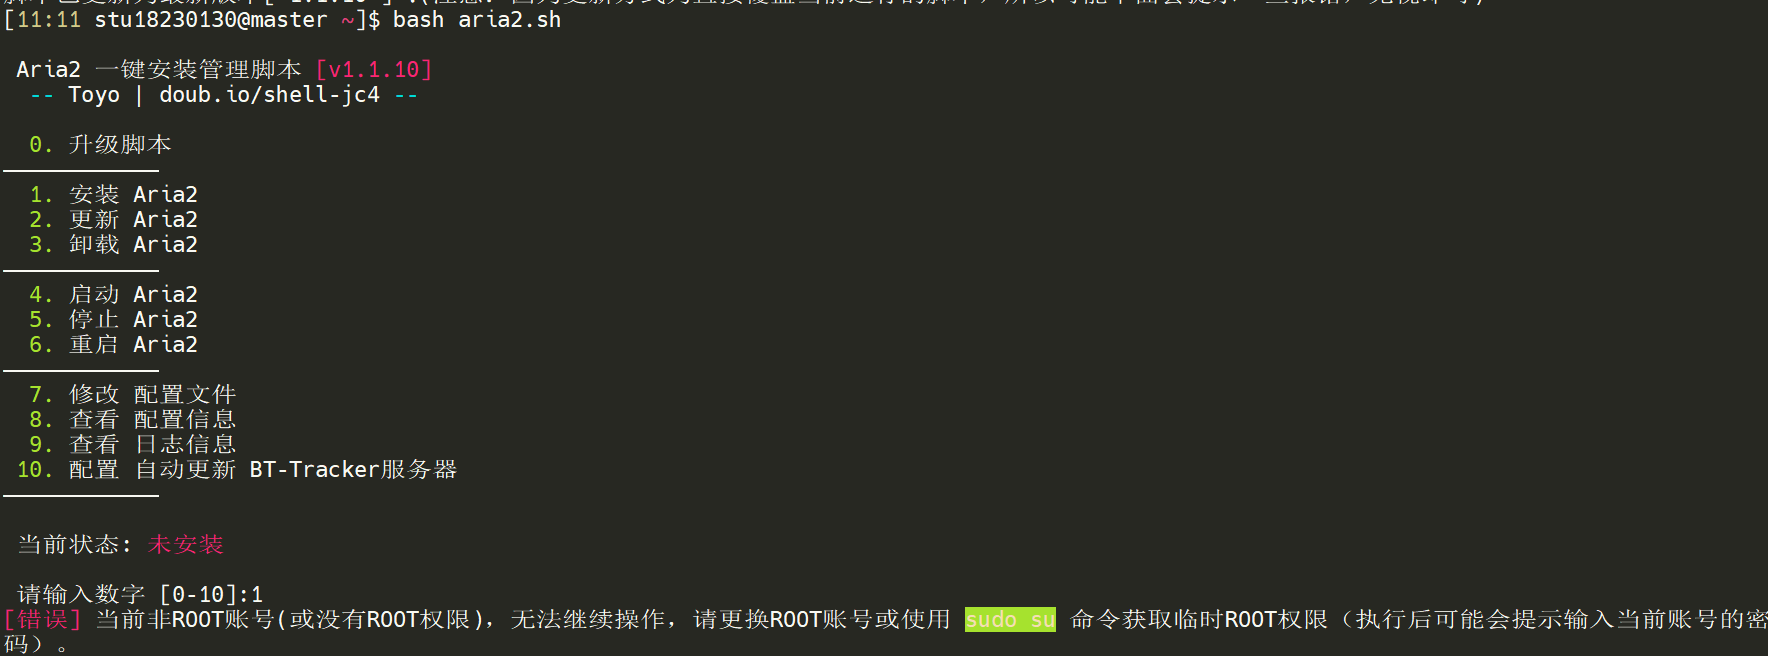 [11:11 stu18230130@master ~]$ bash aria2.sh
Aria2 一键安装管理脚本 [v1.1.10]
-- Toyo | doub.io/shell-jc4 --
0. 升级脚本
1. 安装 Aria2
2. 更新 Aria2
3. 卸载 Aria2
4. 启动 Aria2
5. 停止 Aria2
6. 重启 Aria2
7. 修改 配置文件
8. 查看 配置信息
9. 查看 日志信息
10. 配置 自动更新 BT-Tracker服务器
当前状态: 未安装
请输入数字 [0-10]:1
[错误] 当前非ROOT账号(或没有ROOT权限)，无法继续操作，请更换ROOT账号或使用 sudo su 命令获取临时ROOT权限（执行后可能会提示输入当前账号的密
码）。